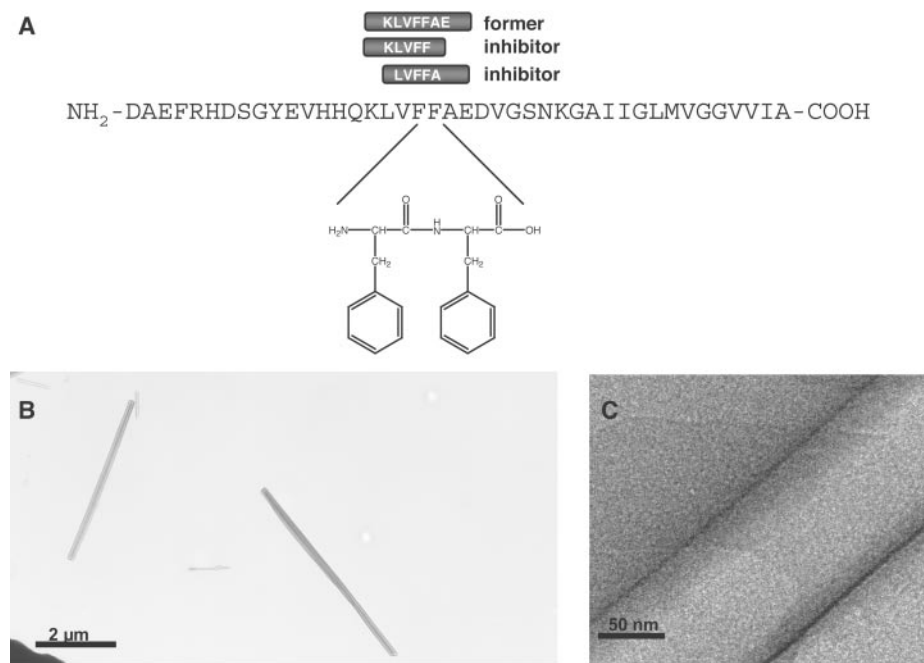 A
KLVFFAE former
KLVFF inhibitor
LVFFA inhibitor
NH2-DAEFRHDSGYEVHHQKLVFFAEDVGSNKGAIIGLMVGGVVIA-COOH
O O
H2N CH C H N CH C OH
CH2 CH2
B
2 µm
C
50 nm